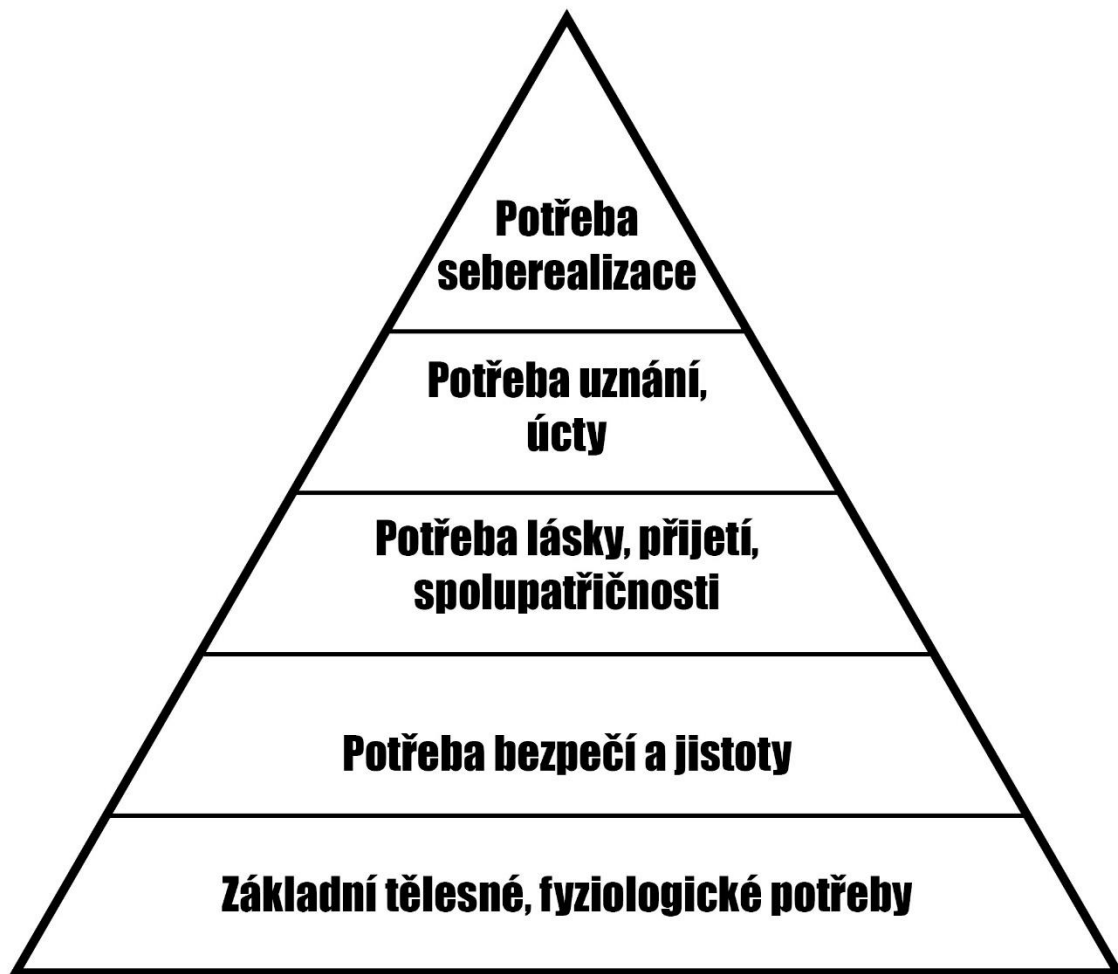 Potřeba
seberealizace
Potřeba uznání,
úcty
Potřeba lásky, přijetí,
spolupatřičnosti
Potřeba bezpečí a jistoty
Základní tělesné, fyziologické potřeby